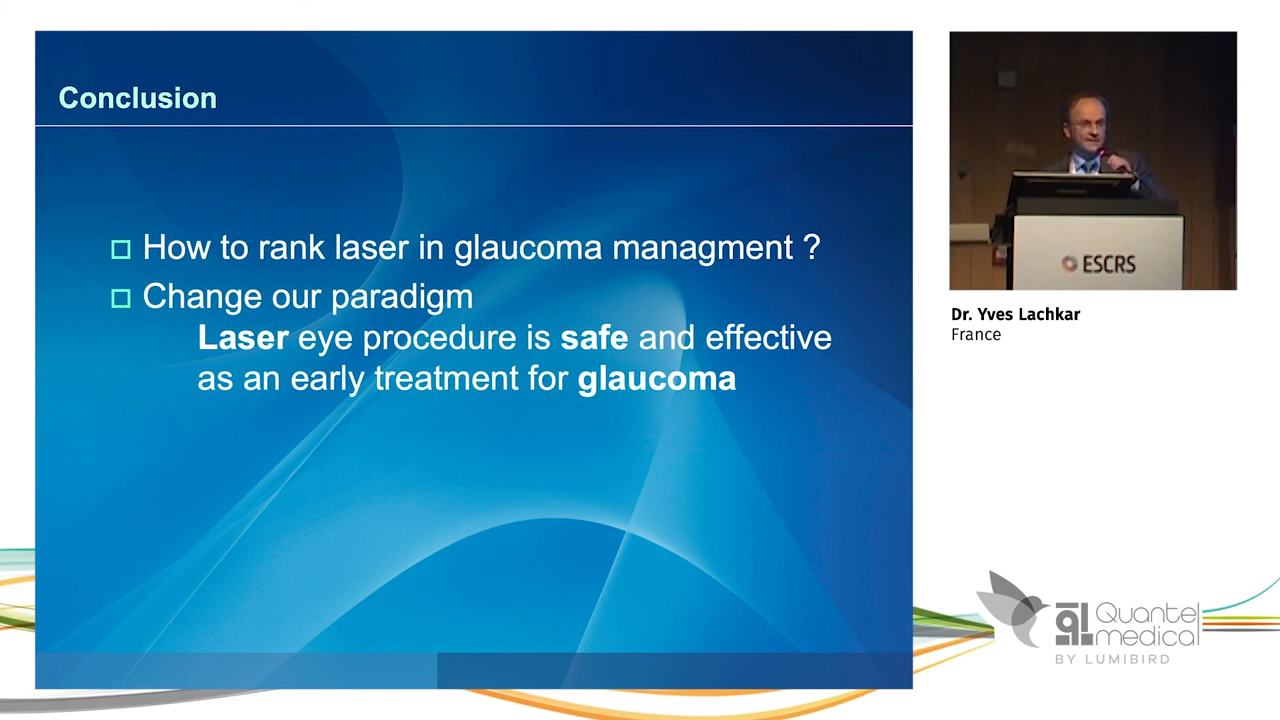 Conclusion
How to rank laser in glaucoma managment ?
Change our paradigm
Laser eye procedure is safe and effective
as an early treatment for glaucoma
ESCRS
Dr. Yves Lachkar
France
Quantel
medical
BY LUMIBIRD